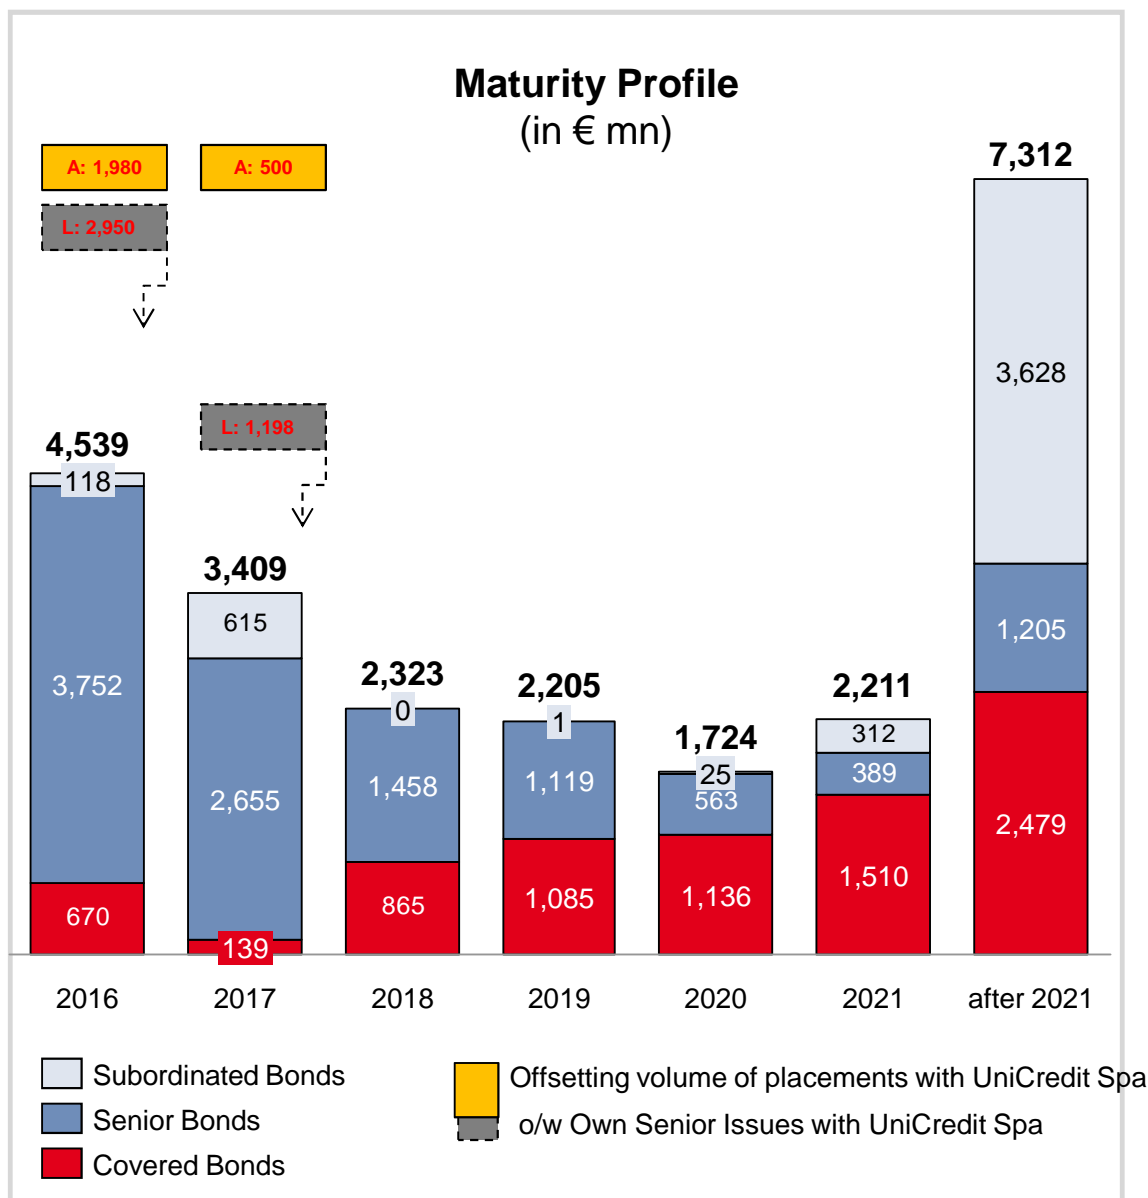 Maturity Profile
(in € mn)
A: 1,980
A: 500
7,312
L: 2,950
3,628
L: 1,198
4,539
118
3,409
615
1,205
3,752
2,323
2,205
2,211
0
1
1,724
312
25
2,655
1,458
1,119
563
389
2,479
670
139
865
1,085
1,136
1,510
2016
2017
2018
2019
2020
2021
after 2021
Subordinated Bonds
Senior Bonds
Covered Bonds
Offsetting volume of placements with UniCredit Spa
o/w Own Senior Issues with UniCredit Spa